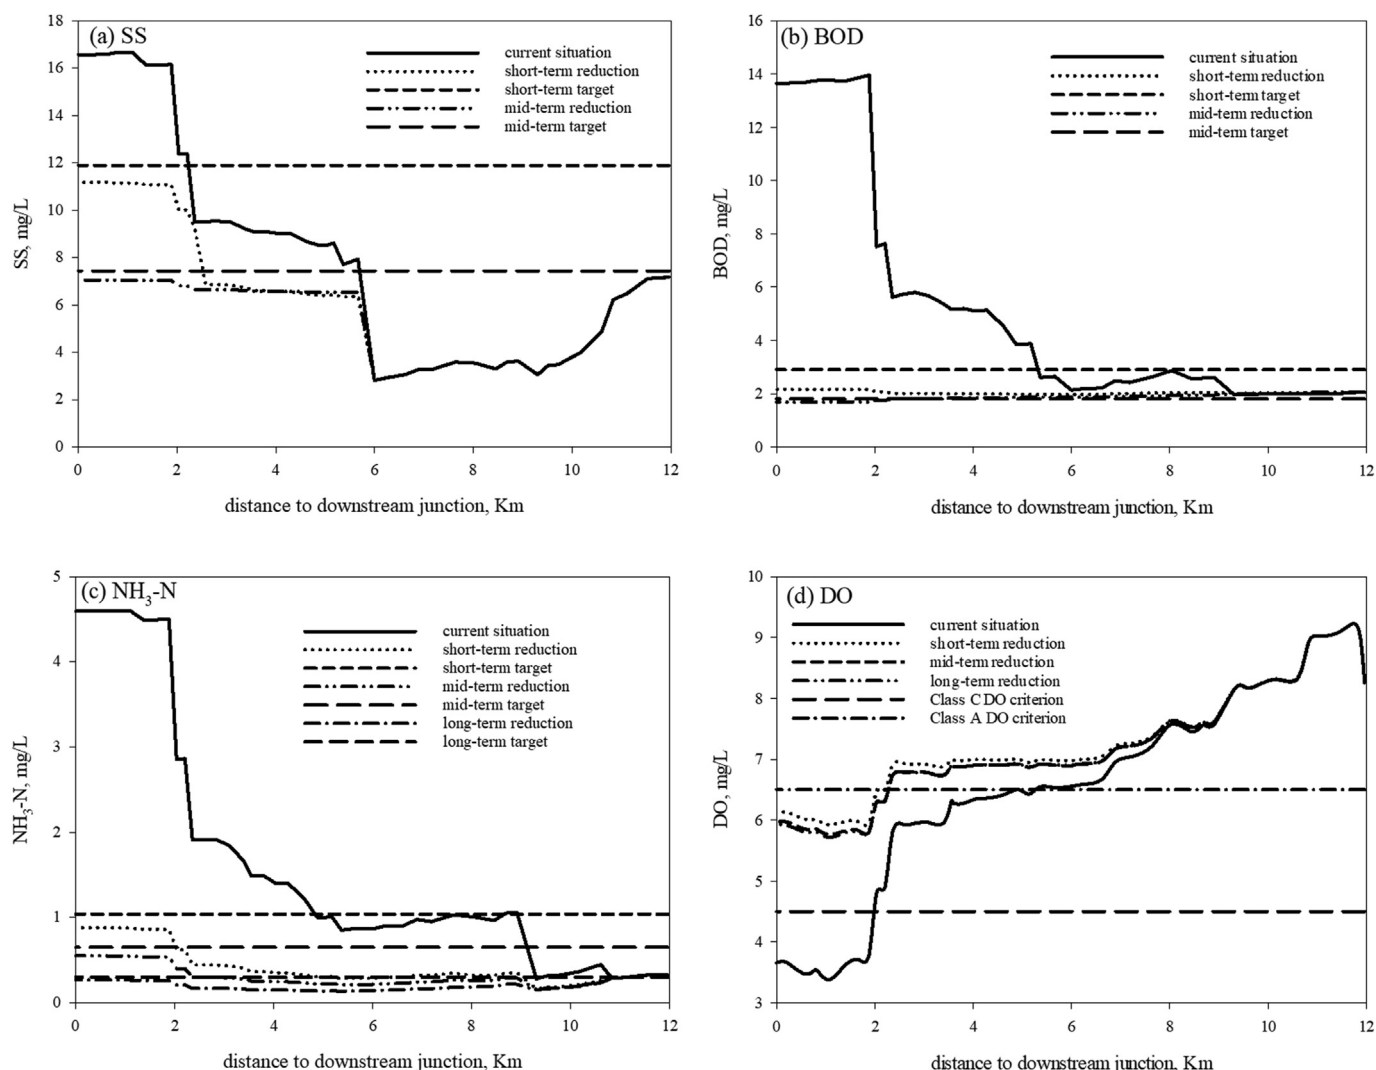 (a) SS
current situation
short-term reduction
short-term target
mid-term reduction
mid-term target
18
16
14
12
10
8
6
4
2
0
SS, mg/L
0 2 4 6 8 10 12
distance to downstream junction, Km
(b) BOD
current situation
short-term reduction
short-term target
mid-term reduction
mid-term target
16
14
12
10
8
6
4
2
0
BOD, mg/L
0 2 4 6 8 10 12
distance to downstream junction, Km
(c) NH3-N
current situation
short-term reduction
short-term target
mid-term reduction
mid-term target
long-term reduction
long-term target
5
4
3
2
1
0
NH3-N, mg/L
0 2 4 6 8 10 12
distance to downstream junction, Km
(d) DO
current situation
short-term reduction
mid-term reduction
long-term reduction
Class C DO criterion
Class A DO criterion
10
9
8
7
6
5
4
3
DO, mg/L
0 2 4 6 8 10 12
distance to downstream junction, Km